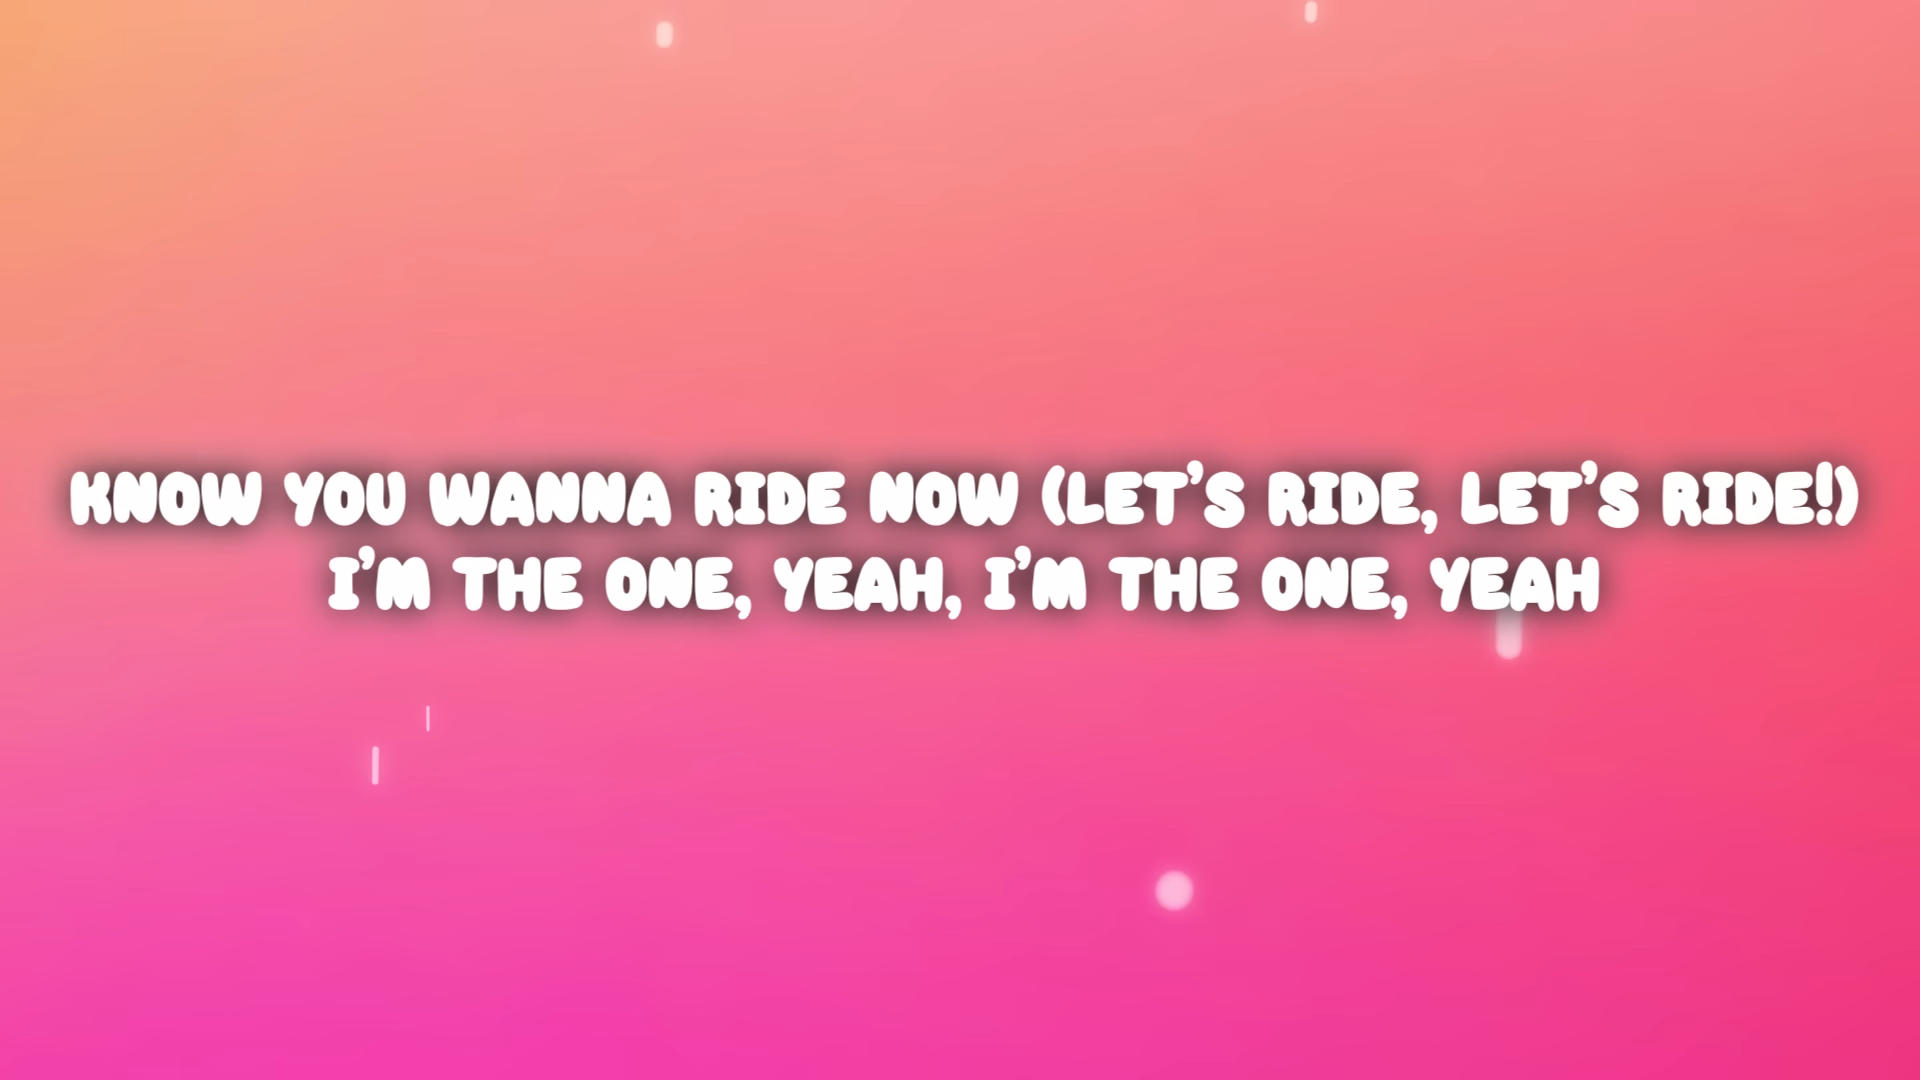 KNOW YOU WANNA RIDE NOW (LET’S RIDE, LET’S RIDE!)
I’M THE ONE, YEAH, I’M THE ONE, YEAH